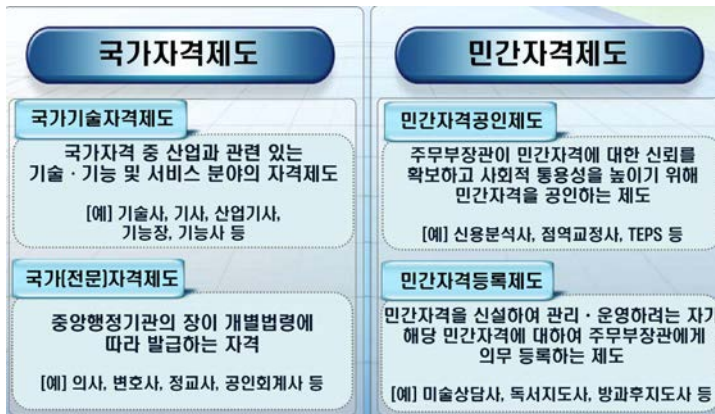 국가자격제도
국가기술자격제도
국가자격 중 산업과 관련 있는
기술·기능 및 서비스 분야의 자격제도
[예] 기술사, 기사, 산업기사,
기능장, 기능사 등
국가(전문)자격제도
중앙행정기관의 장이 개별법령에
따라 발급하는 자격
[예] 의사, 변호사, 정교사, 공인회계사 등
민간자격제도
민간자격공인제도
주무부장관이 민간자격에 대한 신뢰를
확보하고 사회적 통용성을 높이기 위해
민간자격을 공인하는 제도
[예] 신용분석사, 점역교정사, TEPS 등
민간자격등록제도
민간자격을 신설하여 관리·운영하려는 자기
해당 민간자격에 대하여 주무부장관에게
의무 등록하는 제도
[예] 미술상담사, 독서지도사, 방과후지도사 등